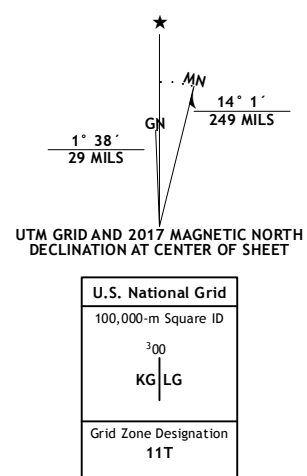 ★
MN
GN
1° 38´
29 MILS
14° 1´
249 MILS
UTM GRID AND 2017 MAGNETIC NORTH
DECLINATION AT CENTER OF SHEET
U.S. National Grid
100,000-m Square ID
³00
KG LG
Grid Zone Designation
11T